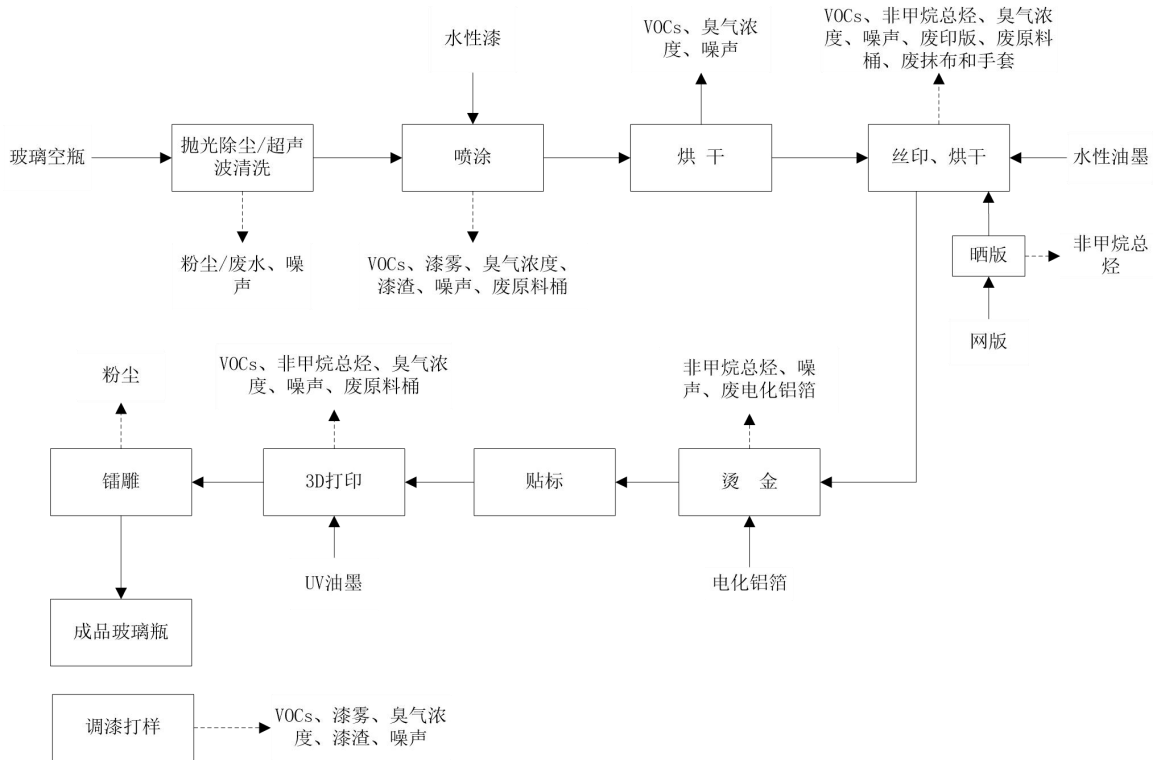 水性漆
VOCs、臭气浓
度、噪声
VOCs、非甲烷总烃、臭气浓
度、噪声、废印版、废原料
桶、废抹布和手套
玻璃空瓶
抛光除尘/超声
波清洗
喷涂
烘 干
丝印、烘干
水性油墨
粉尘/废水、噪
声
VOCs、漆雾、臭气浓度、
漆渣、噪声、废原料桶
晒版
非甲烷总
烃
网版
粉尘
VOCs、非甲烷总烃、臭气浓
度、噪声、废原料桶
非甲烷总烃、噪
声、废电化铝箔
镭雕
3D打印
贴标
烫 金
UV油墨
电化铝箔
成品玻璃瓶
调漆打样
VOCs、漆雾、臭气浓
度、漆渣、噪声